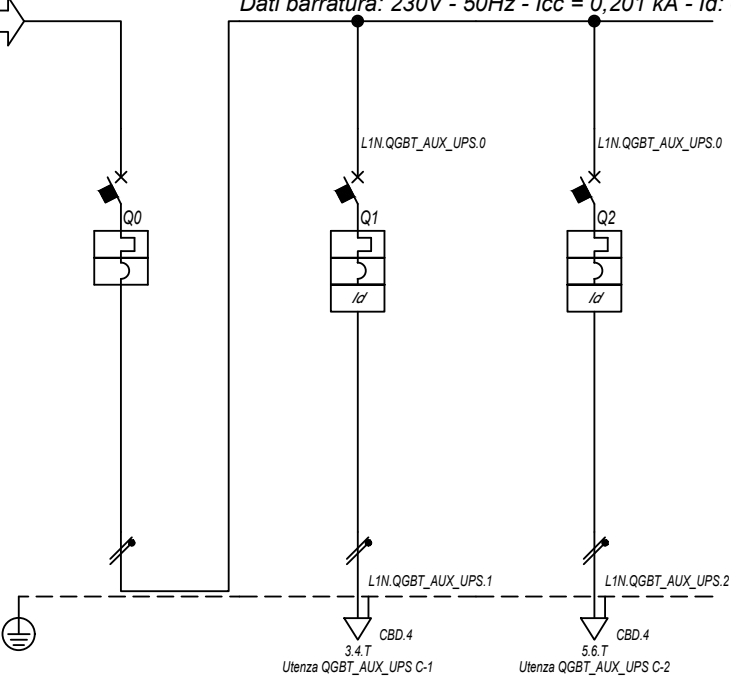 Dati barratura: 230V - 50Hz - Icc = 0,201 kA - Id:
L1N.QGBT_AUX_UPS.0
L1N.QGBT_AUX_UPS.0
Q0
Q1
Q2
Id
Id
L1N.QGBT_AUX_UPS.1
L1N.QGBT_AUX_UPS.2
CBD.4
CBD.4
3.4.T
5.6.T
Utenza QGBT_AUX_UPS C-1
Utenza QGBT_AUX_UPS C-2